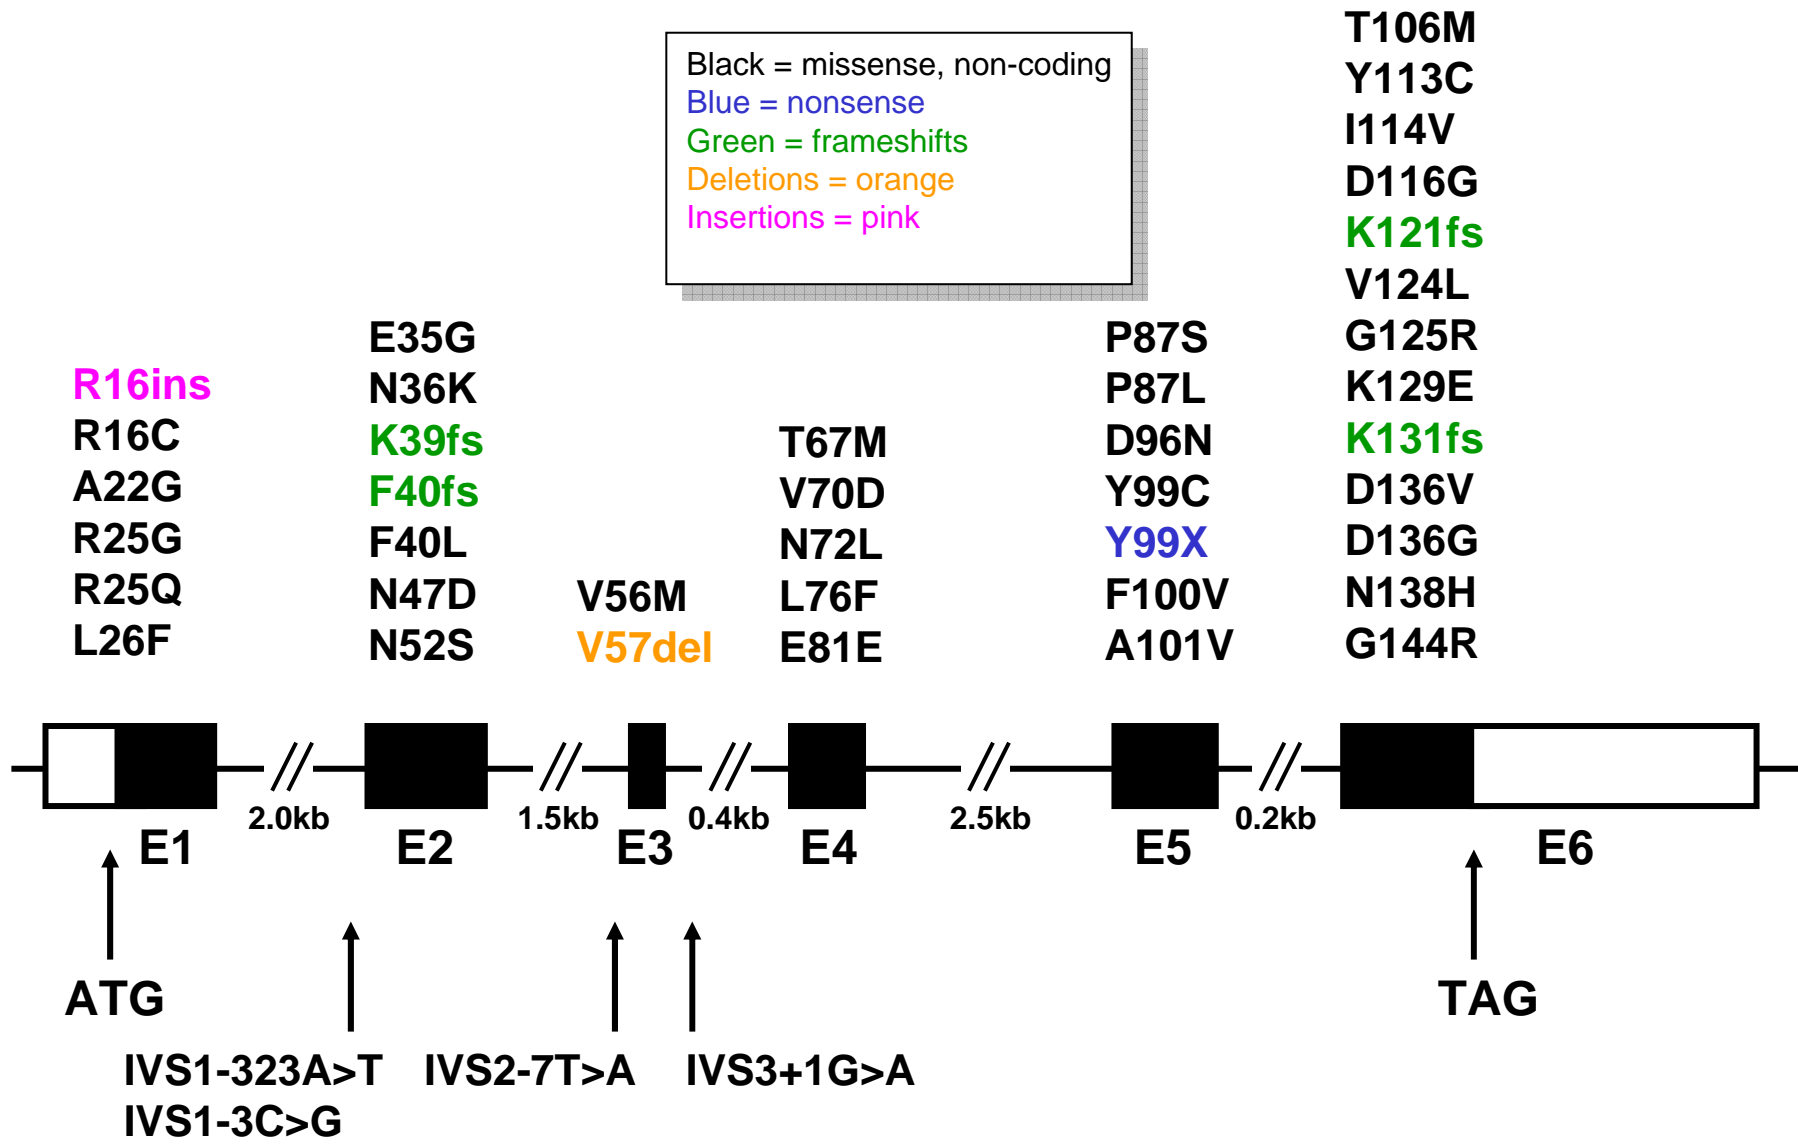 Black = missense, non-coding
Blue = nonsense
Green = frameshifts
Deletions = orange
Insertions = pink
R16ins
R16C
A22G
R25G
R25Q
L26F
E35G
N36K
K39fs
F40fs
F40L
N47D
N52S
V56M
V57del
T67M
V70D
N72L
L76F
E81E
P87S
P87L
D96N
Y99C
Y99X
F100V
A101V
T106M
Y113C
I114V
D116G
K121fs
V124L
G125R
K129E
K131fs
D136V
D136G
N138H
G144R
2.0kb
1.5kb
0.4kb
2.5kb
0.2kb
E1
E2
E3
E4
E5
E6
ATG
TAG
IVS1-323A>T
IVS1-3C>G
IVS2-7T>A
IVS3+1G>A